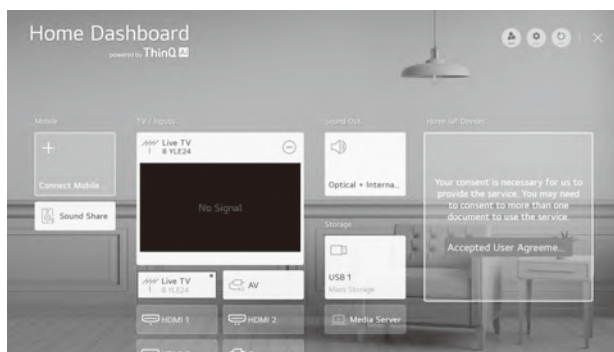 Home Dashboard
powered by ThinQ AI
Mobile
Connect Mobile ...
Sound Share
TV / Inputs
Live TV
8 YLE24
No Signal
Live TV
8 YLE24
AV
HDMI 1
HDMI 2
Sound Out
Optical + Interna...
Storage
USB 1
Mass Storage
Media Server
Home IoT Devices
Your consent is necessary for us to
provide the service. You may need
to consent to more than one
document to use the service.
Accepted User Agreeme...